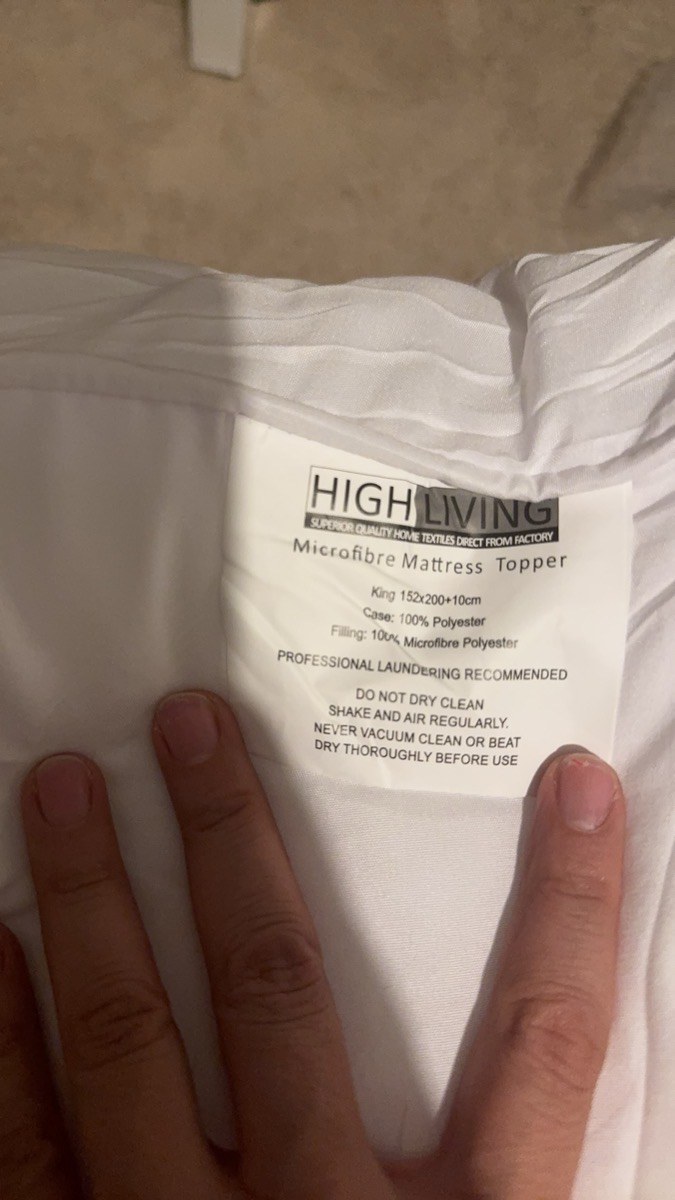 HIGH LIVING
SUPERIOR QUALITY HOME TEXTILES DIRECT FROM FACTORY
Microfibre Mattress Topper
King 152x200+10cm
Case: 100% Polyester
Filling: 100% Microfibre Polyester
PROFESSIONAL LAUNDERING RECOMMENDED
DO NOT DRY CLEAN
SHAKE AND AIR REGULARLY.
NEVER VACUUM CLEAN OR BEAT
DRY THOROUGHLY BEFORE USE